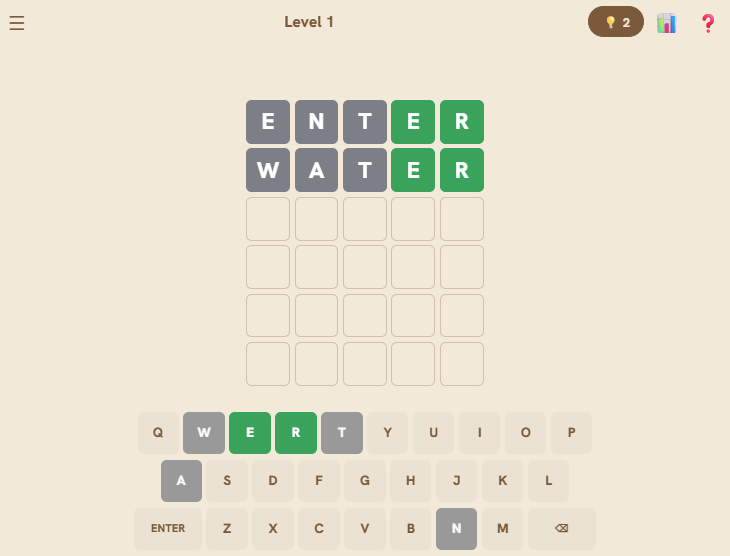 Level 1
2
E N T E R
W A T E R
Q W E R T Y U I O P
A S D F G H J K L
ENTER Z X C V B N M